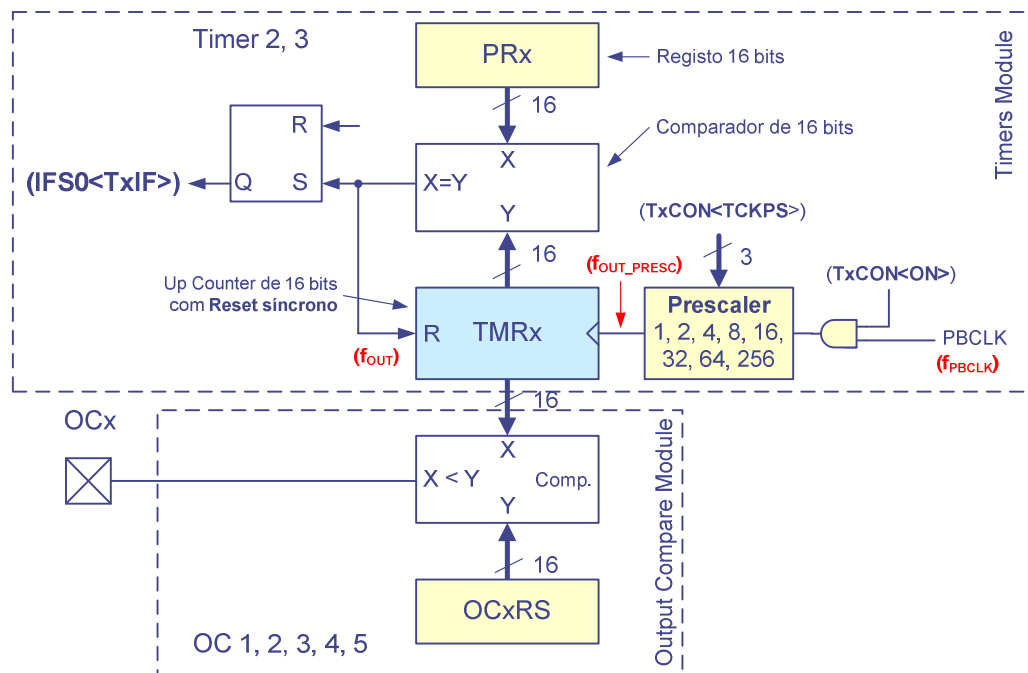 Timer 2, 3
PRx
Registo 16 bits
Timers Module
16
Comparador de 16 bits
R
S
Q
(IFS0<TxIF>)
X
X=Y
Y
(TxCON<TCKPS>)
3
16
(fOUT_PRESC)
(TxCON<ON>)
Up Counter de 16 bits
com Reset síncrono
R
TMRx
(fOUT)
Prescaler
1, 2, 4, 8, 16,
32, 64, 256
PBCLK
(fPBCLK)
16
OCx
X
X < Y
Comp.
Y
16
OCxRS
Output Compare Module
OC 1, 2, 3, 4, 5